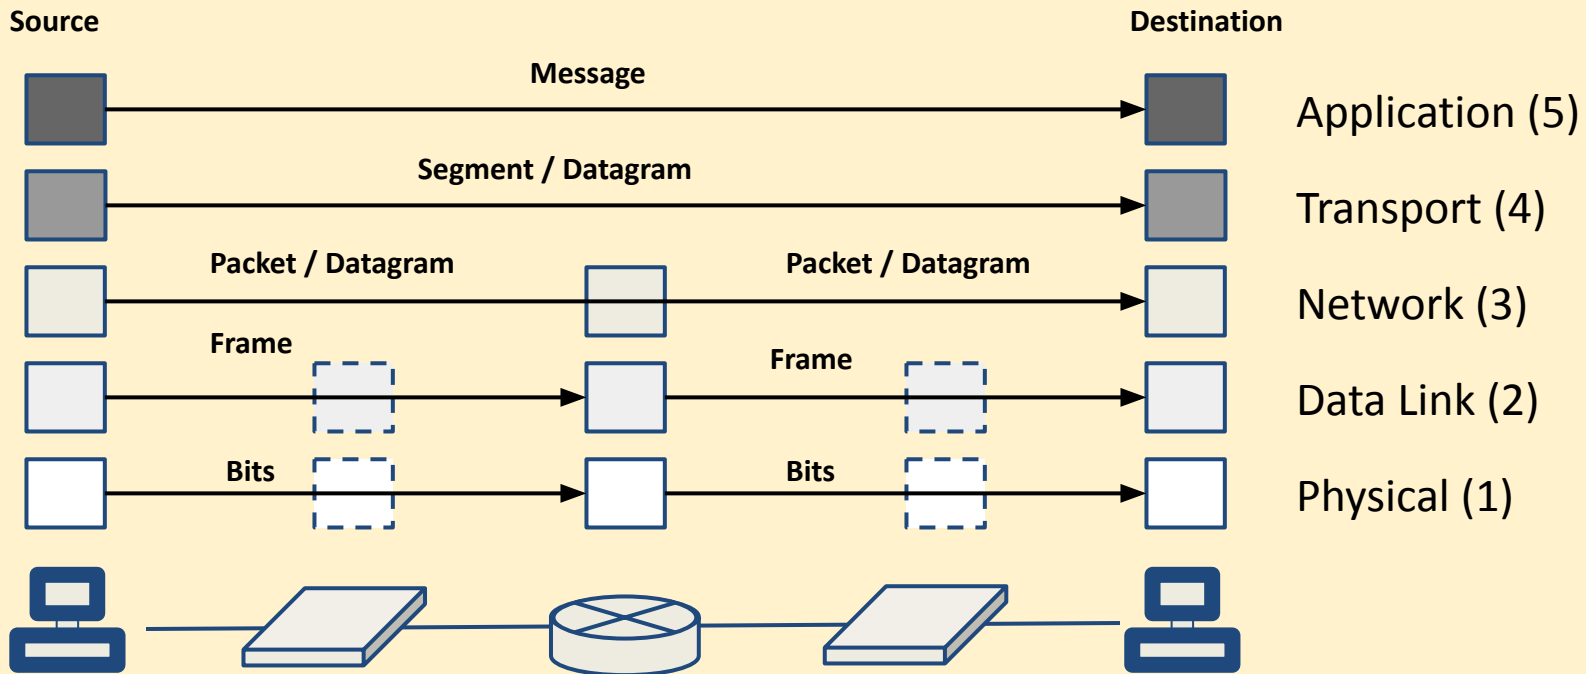 Source
Destination
Message
Application (5)
Segment / Datagram
Transport (4)
Packet / Datagram
Packet / Datagram
Network (3)
Frame
Frame
Data Link (2)
Bits
Bits
Physical (1)